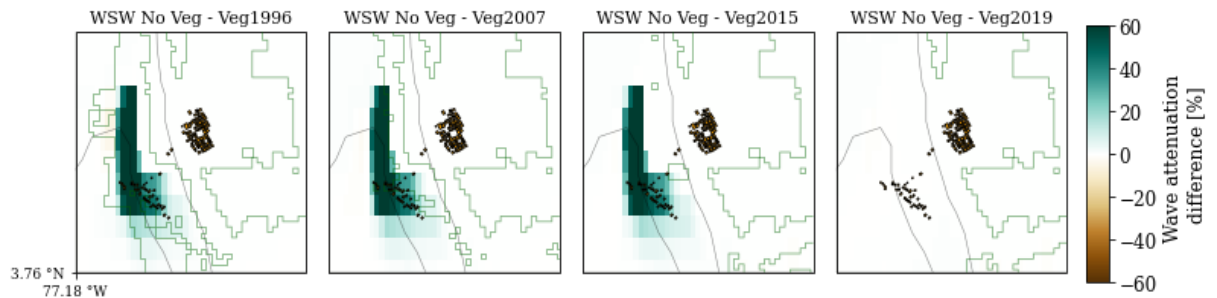 WSW No Veg - Veg1996
WSW No Veg - Veg2007
WSW No Veg - Veg2015
WSW No Veg - Veg2019
60
40
20
0
−20
−40
−60
Wave attenuation
difference [%]
3.76 °N
77.18 °W